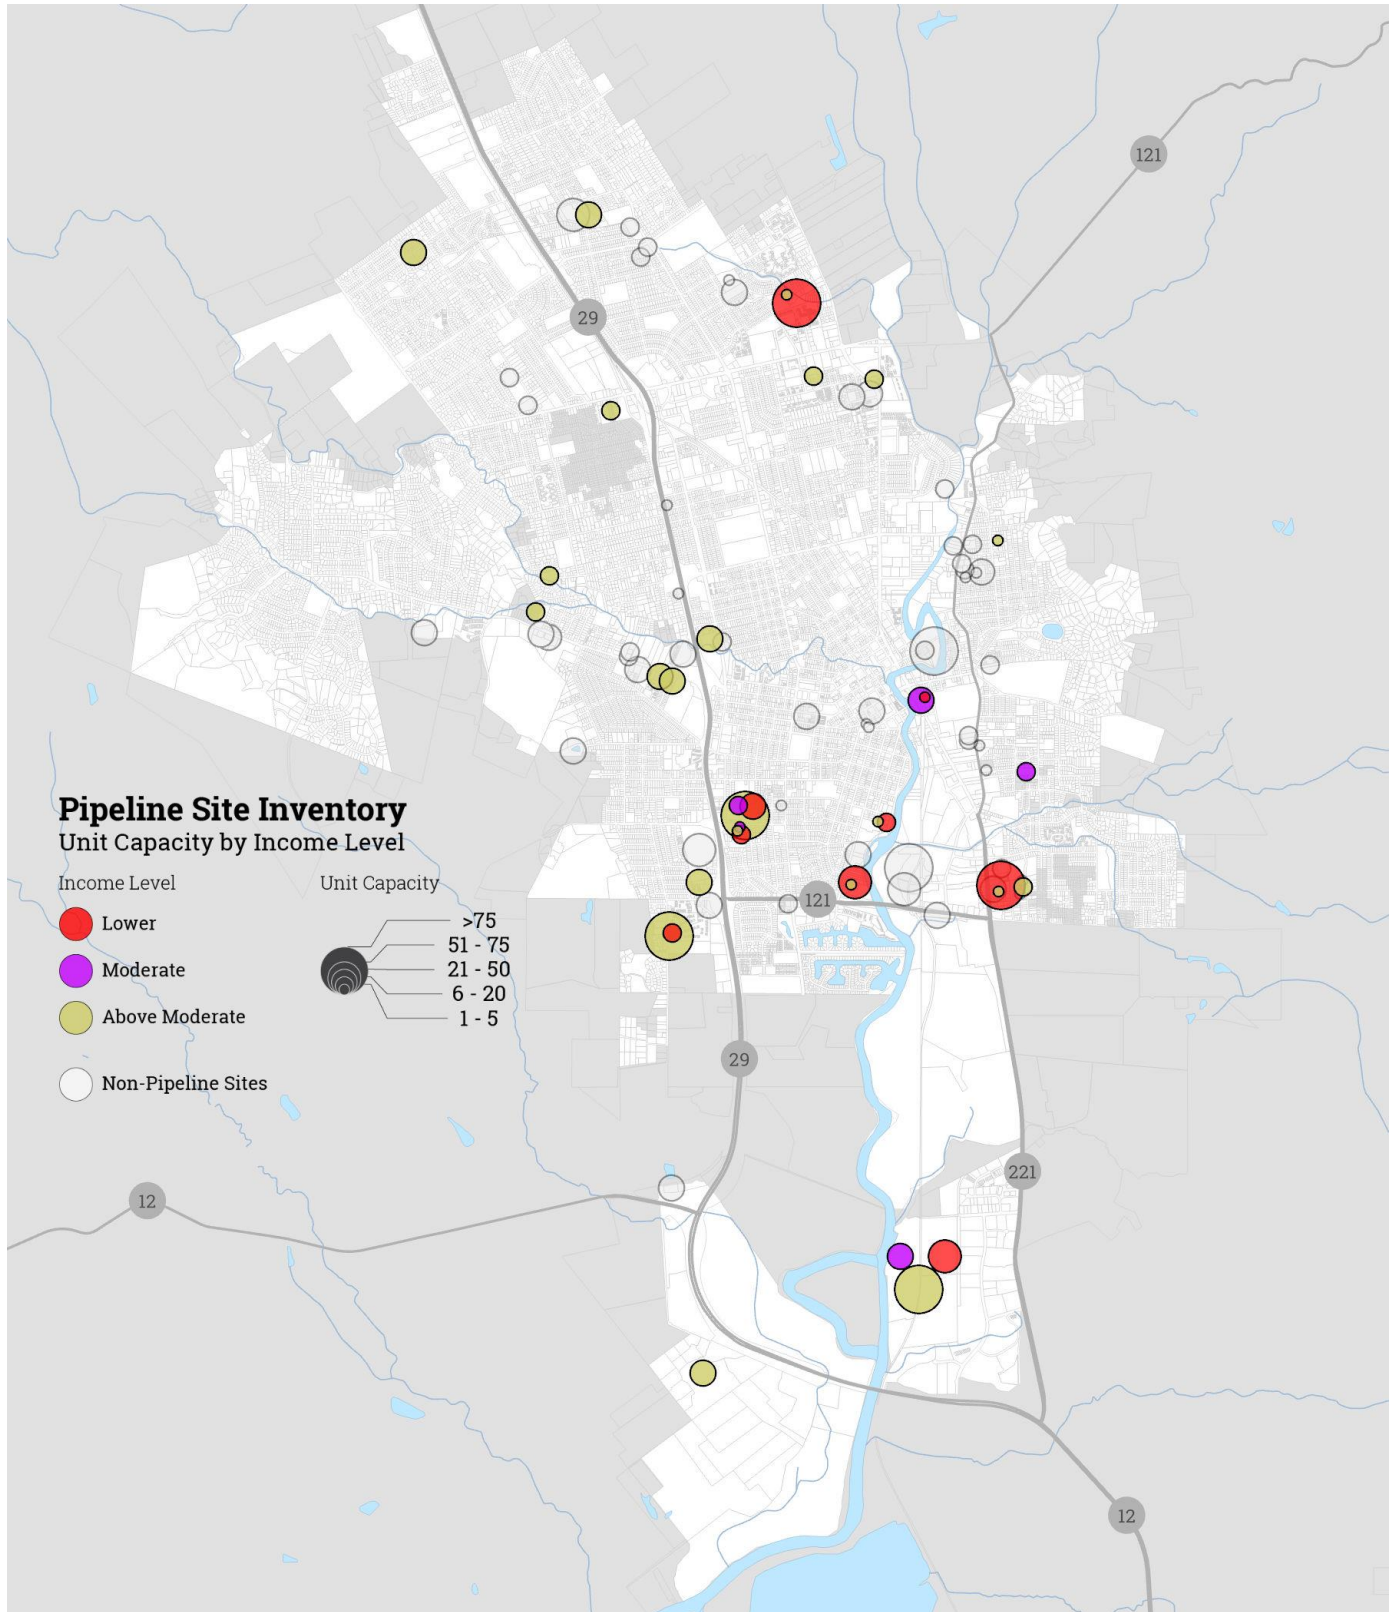 121
29
Pipeline Site Inventory
Unit Capacity by Income Level
Income Level
Unit Capacity
Lower
Moderate
Above Moderate
Non-Pipeline Sites
>75
51 - 75
21 - 50
6 - 20
1 - 5
121
29
12
221
12